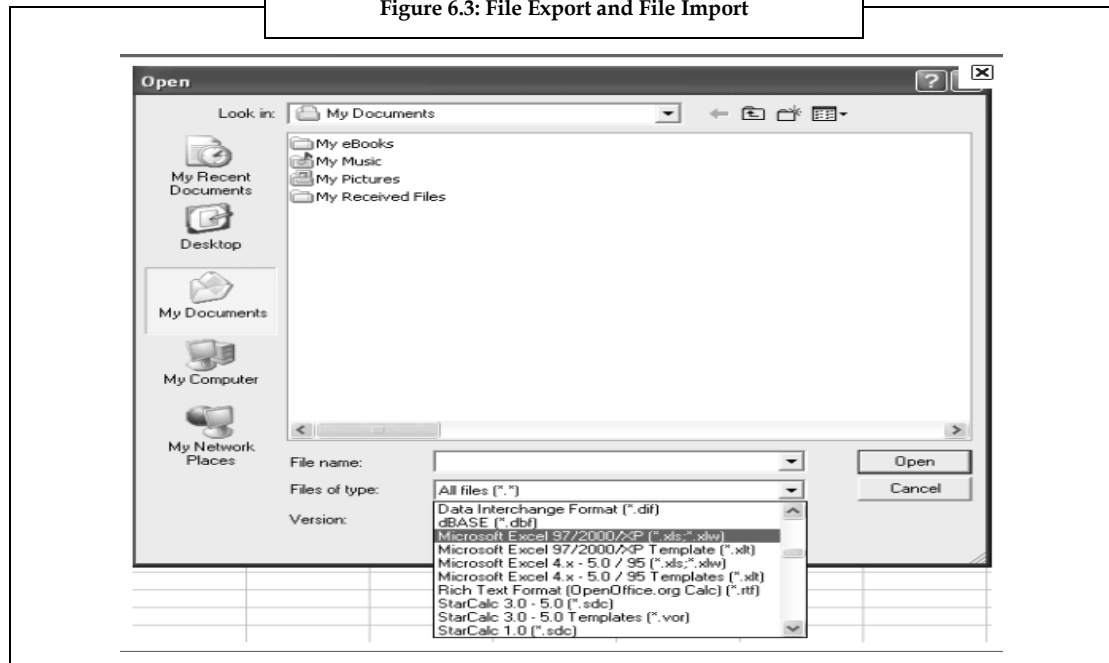 Figure 6.3: File Export and File Import
Open
Look in:
My Documents
My eBooks
My Music
My Pictures
My Received Files
My Recent
Documents
Desktop
My Documents
My Computer
My Network
Places
File name:
Open
Files of type:
All files (*.*)
Cancel
Version:
Data Interchange Format (*.dif)
dBASE (*.dbf)
Microsoft Excel 97/2000/XP (*.xls;*.xlw)
Microsoft Excel 97/2000/XP Template (*.xlt)
Microsoft Excel 4.x - 5.0 / 95 (*.xls;*.xlw)
Microsoft Excel 4.x - 5.0 / 95 Templates (*.xlt)
Rich Text Format (OpenOffice.org Calc) (*.rtf)
StarCalc 3.0 - 5.0 (*.sdc)
StarCalc 3.0 - 5.0 Templates (*.vor)
StarCalc 1.0 (*.sdc)